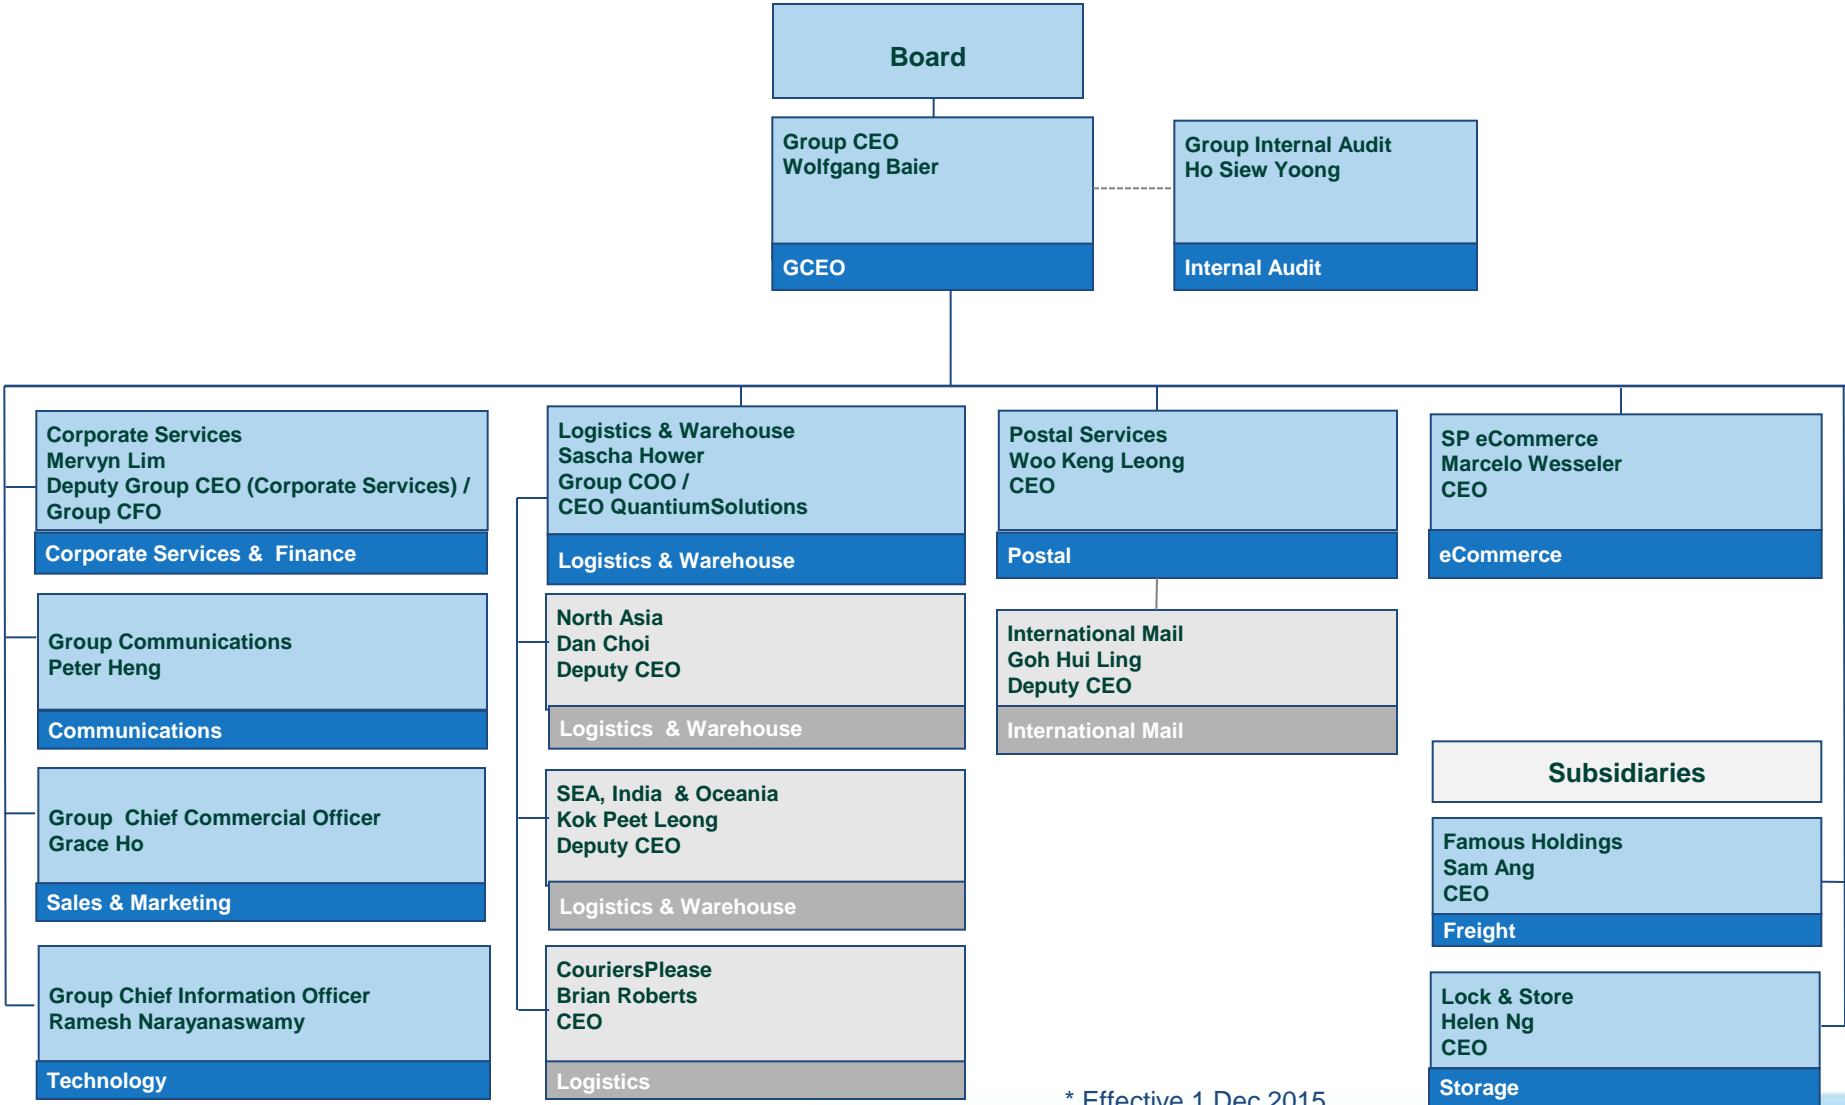 Board
Group CEO
Wolfgang Baier
GCEO
Group Internal Audit
Ho Siew Yoong
Internal Audit
Corporate Services
Mervyn Lim
Deputy Group CEO (Corporate Services) /
Group CFO
Corporate Services & Finance
Group Communications
Peter Heng
Communications
Group Chief Commercial Officer
Grace Ho
Sales & Marketing
Group Chief Information Officer
Ramesh Narayanaswamy
Technology
Logistics & Warehouse
Sascha Hower
Group COO /
CEO QuantiumSolutions
Logistics & Warehouse
North Asia
Dan Choi
Deputy CEO
Logistics & Warehouse
SEA, India & Oceania
Kok Peet Leong
Deputy CEO
Logistics & Warehouse
CouriersPlease
Brian Roberts
CEO
Logistics
Postal Services
Woo Keng Leong
CEO
Postal
International Mail
Goh Hui Ling
Deputy CEO
International Mail
SP eCommerce
Marcelo Wesseler
CEO
eCommerce
Subsidiaries
Famous Holdings
Sam Ang
CEO
Freight
Lock & Store
Helen Ng
CEO
Storage
* Effective 1 Dec 2015